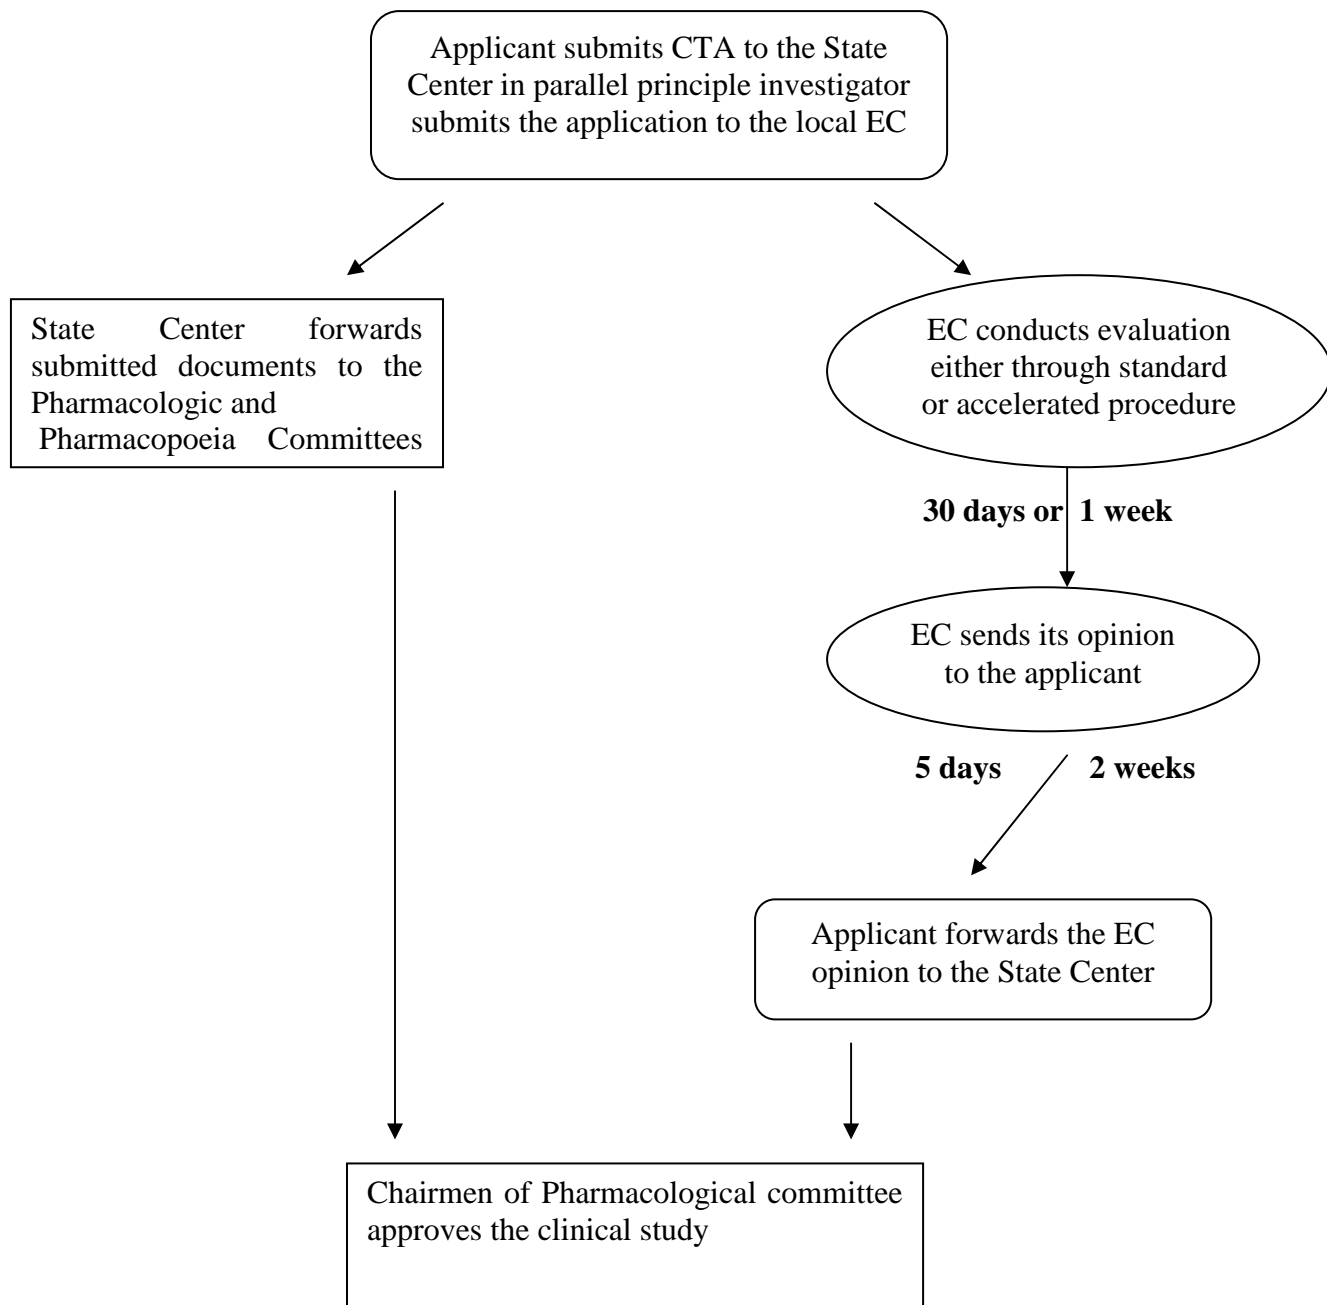 Applicant submits CTA to the State
Center in parallel principle investigator
submits the application to the local EC
State Center forwards
submitted documents to the
Pharmacologic and
Pharmacopoeia Committees
EC conducts evaluation
either through standard
or accelerated procedure
30 days or 1 week
EC sends its opinion
to the applicant
5 days 2 weeks
Applicant forwards the EC
opinion to the State Center
Chairmen of Pharmacological committee
approves the clinical study